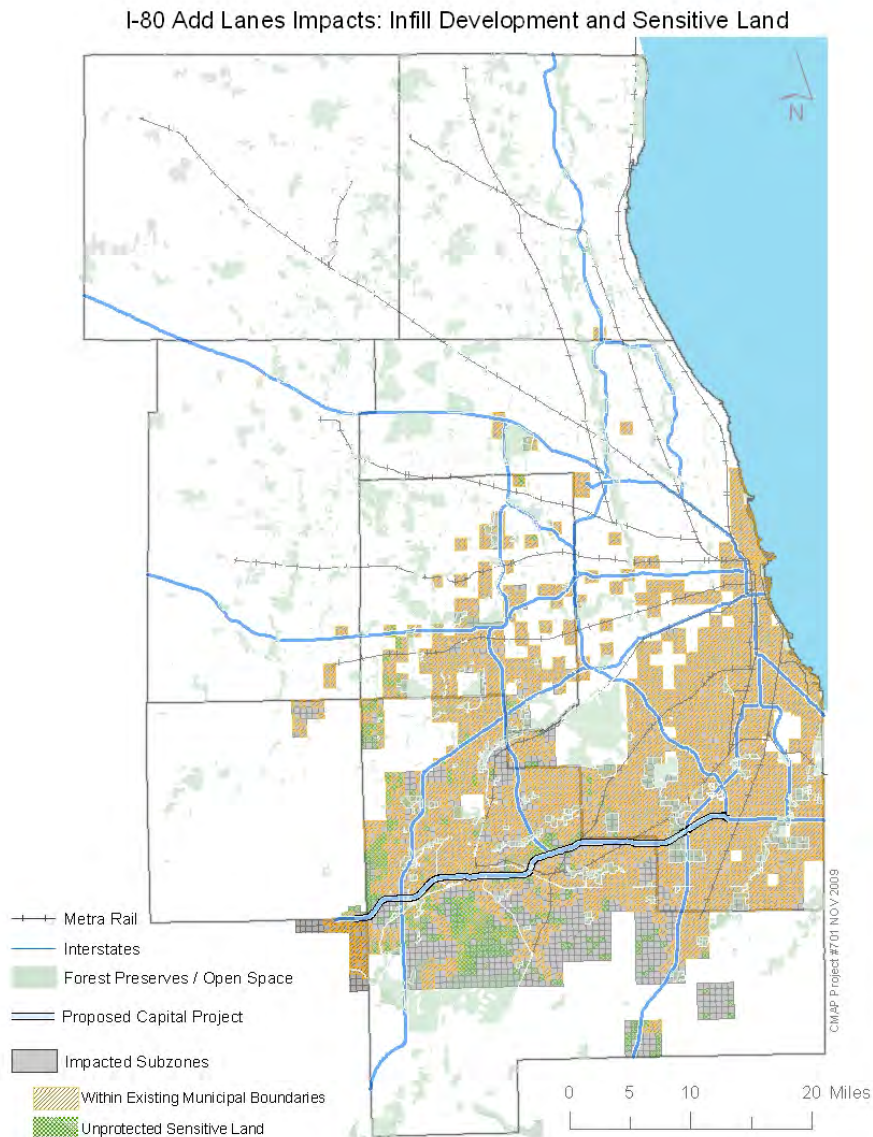 I-80 Add Lanes Impacts: Infill Development and Sensitive Land
N
CMAP Project #701 NOV 2009
Metra Rail
Interstates
Forest Preserves / Open Space
Proposed Capital Project
Impacted Subzones
Within Existing Municipal Boundaries
Unprotected Sensitive Land
0 5 10 20 Miles